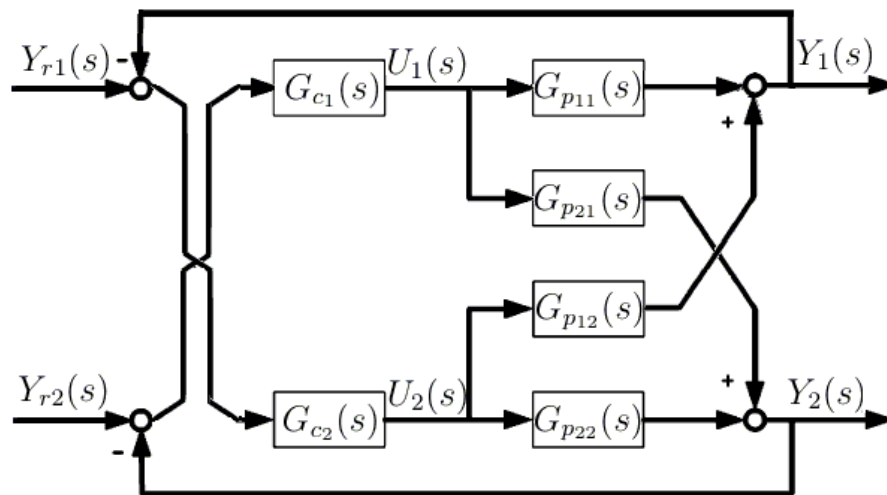 Y_{r1}(s)
-
G_{c_1}(s)
U_1(s)
G_{p_{11}}(s)
+
Y_1(s)
G_{p_{21}}(s)
G_{p_{12}}(s)
Y_{r2}(s)
-
G_{c_2}(s)
U_2(s)
G_{p_{22}}(s)
+
Y_2(s)